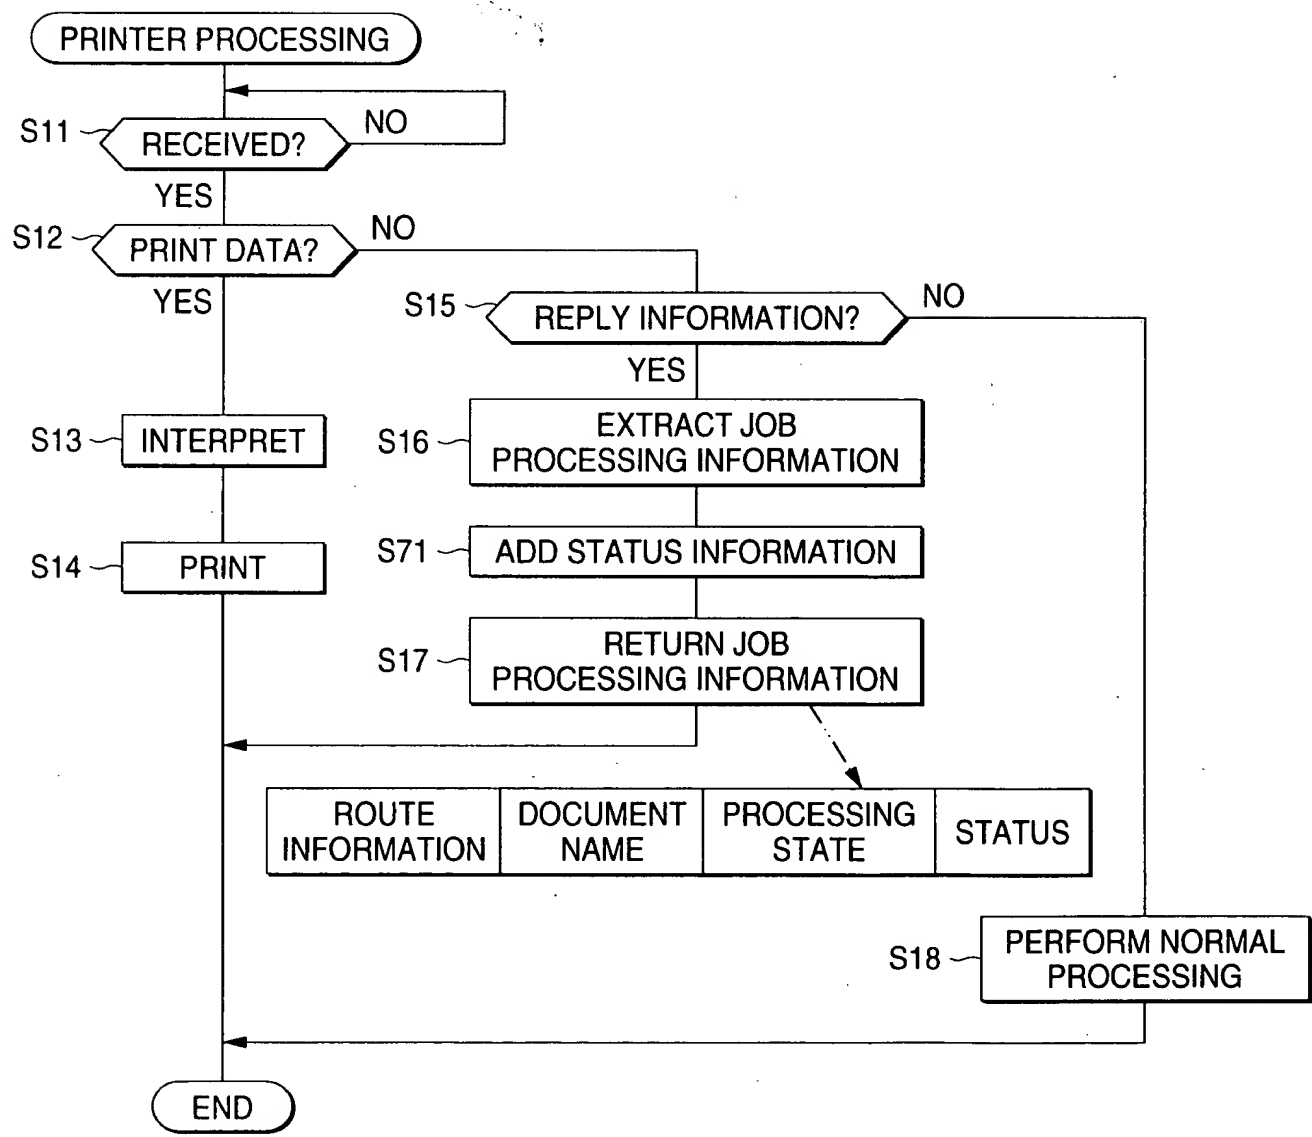 PRINTER PROCESSING
S11
RECEIVED?
NO
YES
S12
PRINT DATA?
NO
YES
S15
REPLY INFORMATION?
NO
YES
S13
INTERPRET
S14
PRINT
S16
EXTRACT JOB
PROCESSING INFORMATION
S71
ADD STATUS INFORMATION
S17
RETURN JOB
PROCESSING INFORMATION
ROUTE
INFORMATION
DOCUMENT
NAME
PROCESSING
STATE
STATUS
S18
PERFORM NORMAL
PROCESSING
END